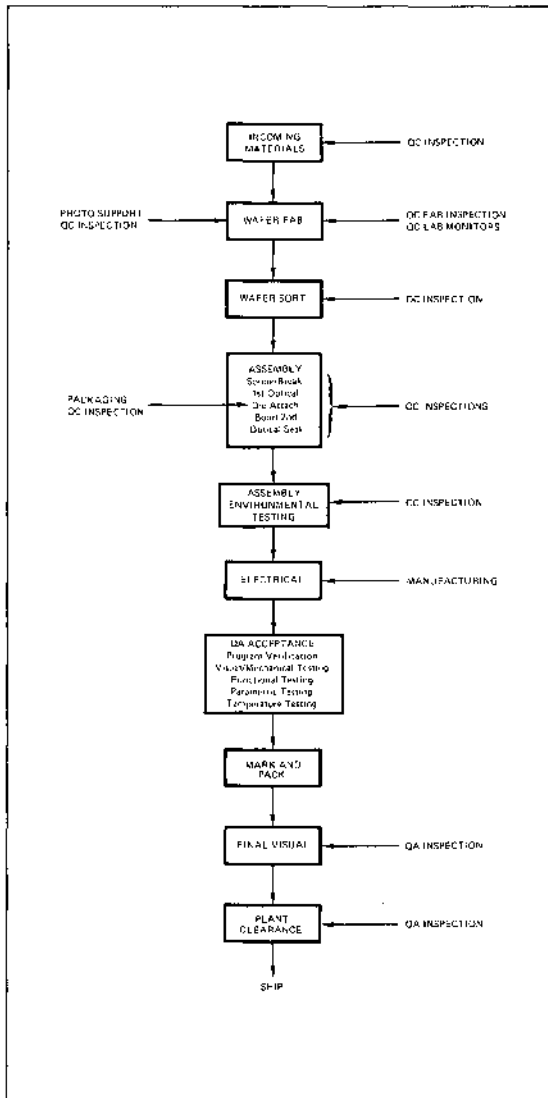 INCOMING
MATERIALS
QC INSPECTION
PHOTO SUPPORT
QC INSPECTION
WAFER FAB
QC FAB INSPECTION
QC LAB MONITORS
WAFER SORT
QC INSPECTION
PACKAGING
QC INSPECTION
ASSEMBLY
Scribe/Break
1st Optical
Die Attach
Bond 2nd
Optical Seal
QC INSPECTIONS
ASSEMBLY
ENVIRONMENTAL
TESTING
QC INSPECTION
ELECTRICAL
MANUFACTURING
QA ACCEPTANCE
Program Verification
Visual/Mechanical Testing
Functional Testing
Parametric Testing
Temperature Testing
MARK AND
PACK
FINAL VISUAL
QA INSPECTION
PLANT
CLEARANCE
QA INSPECTION
SHIP